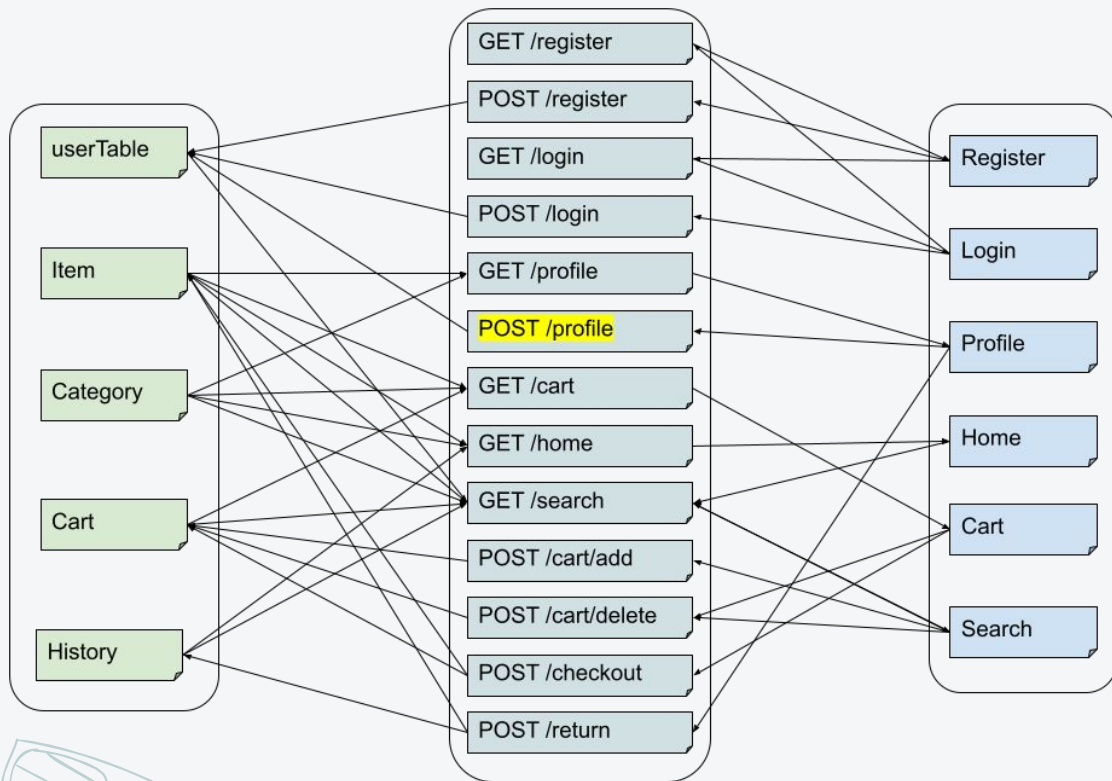 userTable
Item
Category
Cart
History
GET /register
POST /register
GET /login
POST /login
GET /profile
POST /profile
GET /cart
GET /home
GET /search
POST /cart/add
POST /cart/delete
POST /checkout
POST /return
Register
Login
Profile
Home
Cart
Search